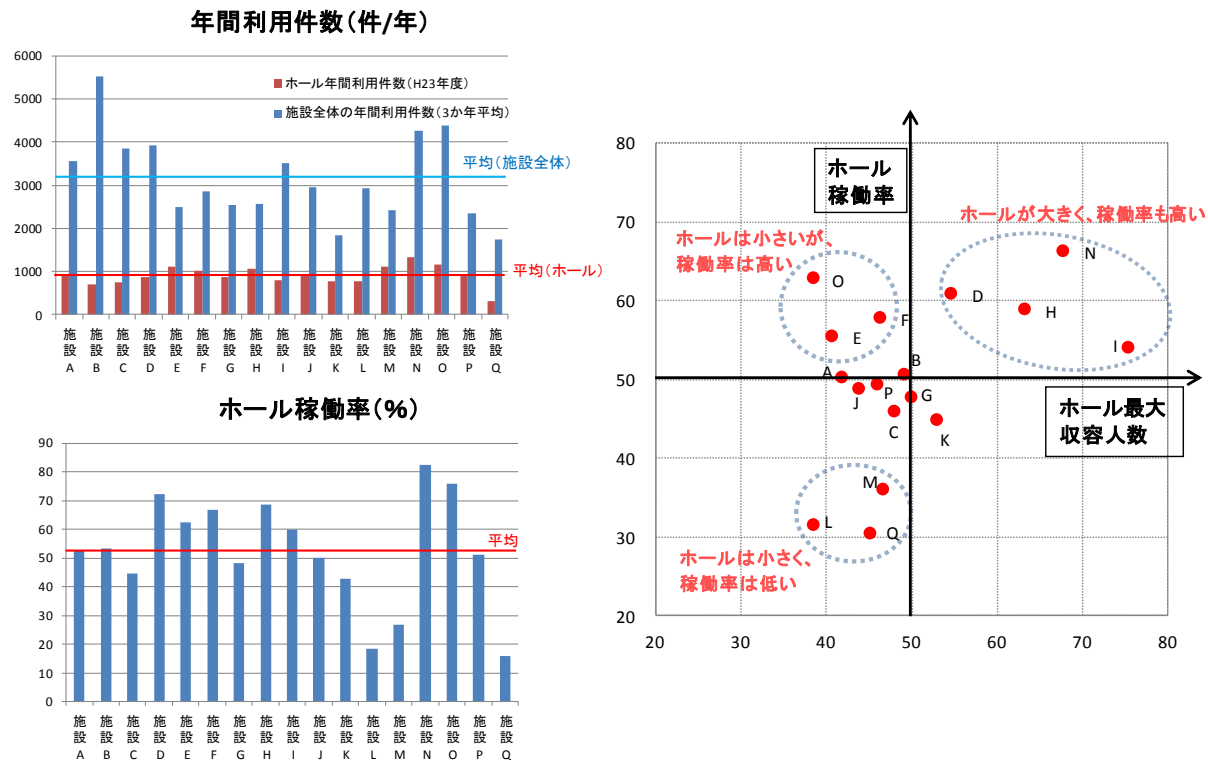 年間利用件数（件/年）
6000
5000
4000
3000
2000
1000
0
ホール年間利用件数（H23年度）
施設全体の年間利用件数（3か年平均）
平均（施設全体）
平均（ホール）
施設A
施設B
施設C
施設D
施設E
施設F
施設G
施設H
施設I
施設J
施設K
施設L
施設M
施設N
施設O
施設P
施設Q
ホール稼働率（%）
90
80
70
60
50
40
30
20
10
0
平均
施設A
施設B
施設C
施設D
施設E
施設F
施設G
施設H
施設I
施設J
施設K
施設L
施設M
施設N
施設O
施設P
施設Q
80
70
60
50
40
30
20
ホール
稼働率
ホールが大きく、稼働率も高い
ホールは小さいが、
稼働率は高い
N
O
D
H
F
E
I
B
A
P
G
J
C
K
ホール最大
収容人数
M
L
Q
ホールは小さく、
稼働率は低い
20
30
40
50
60
70
80